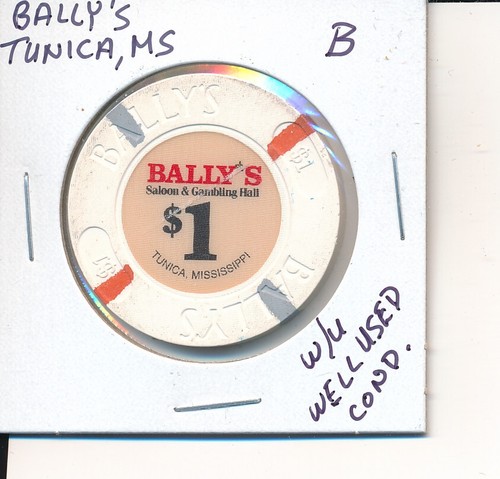 BALLY'S
TUNICA, MS
B
BALLY'S
$1
BALLY'S
Saloon & Gambling Hall
$1
TUNICA, MISSISSIPPI
$1
BALLY'S
BALLY'S
W/U
WELL USED
COND.